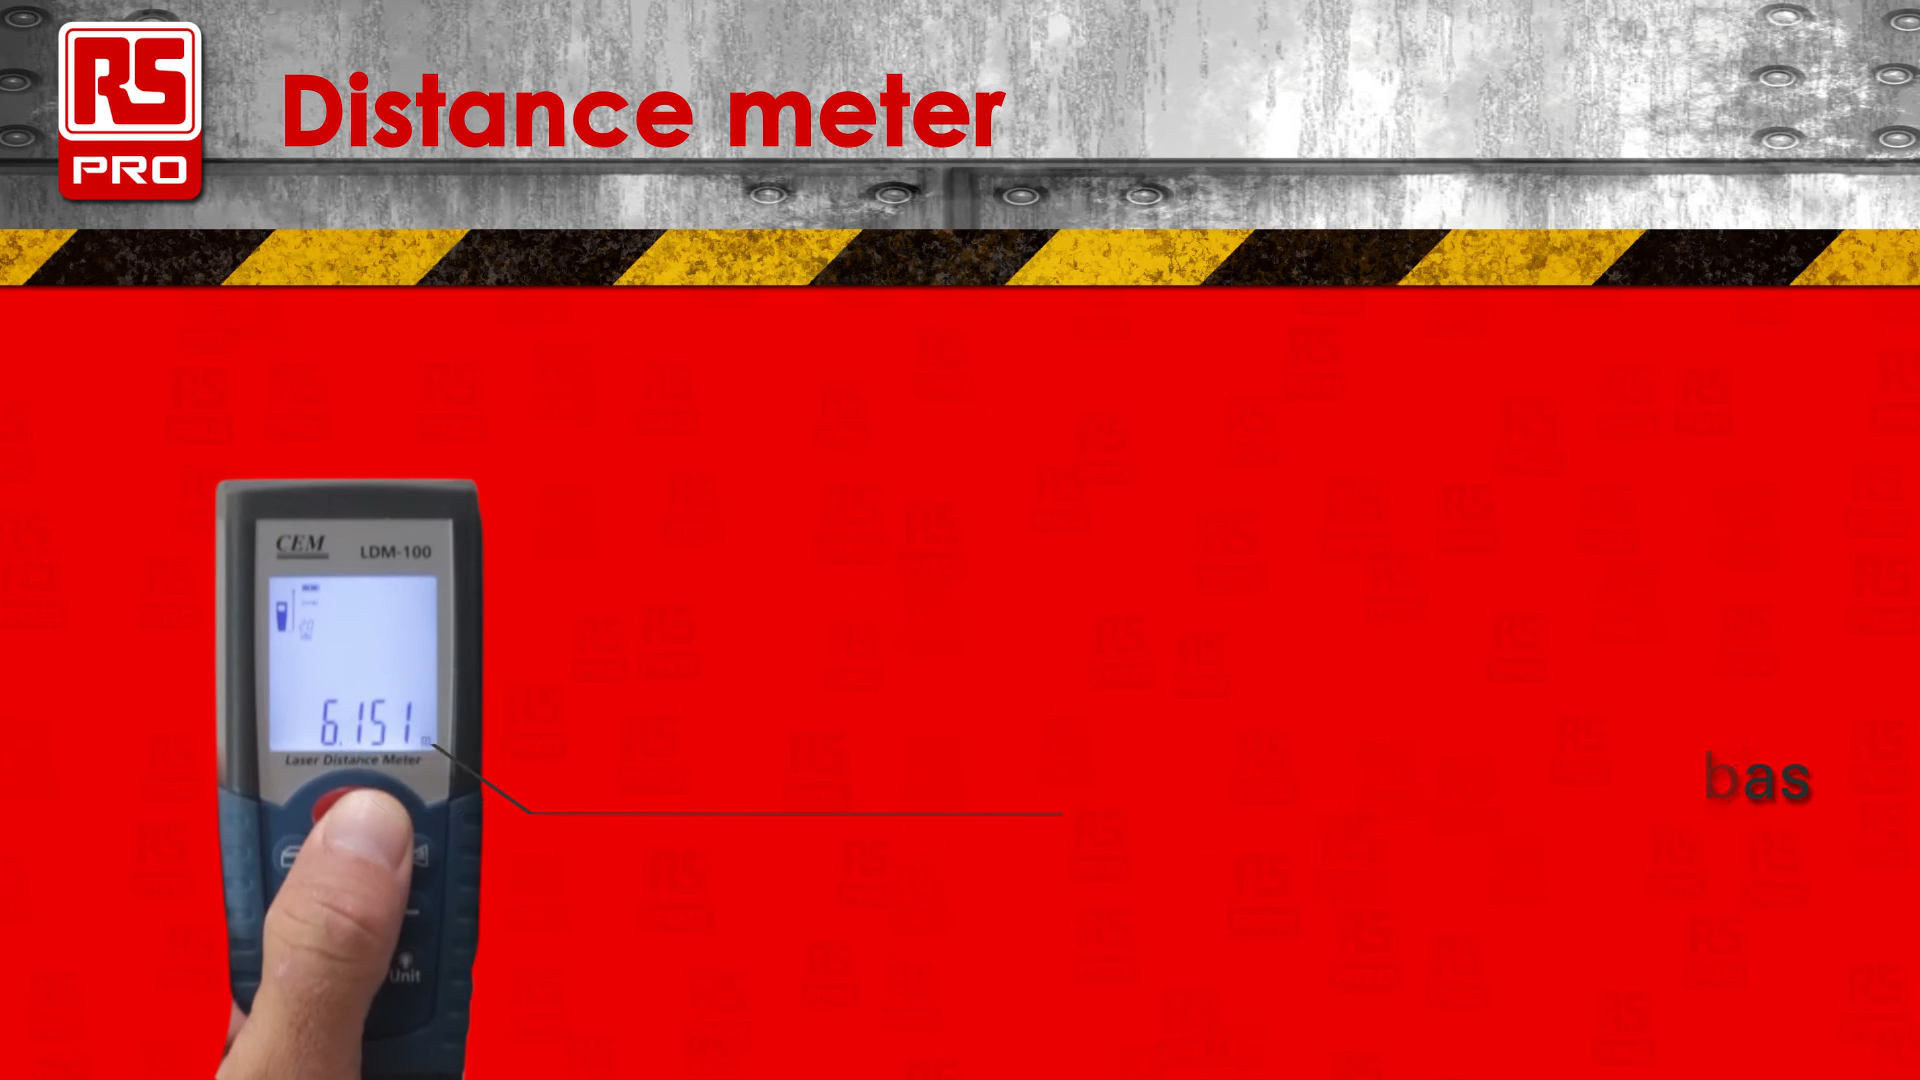 RS
PRO
Distance meter
CEM
LDM-100
6.151 m
Laser Distance Meter
Unit
bas